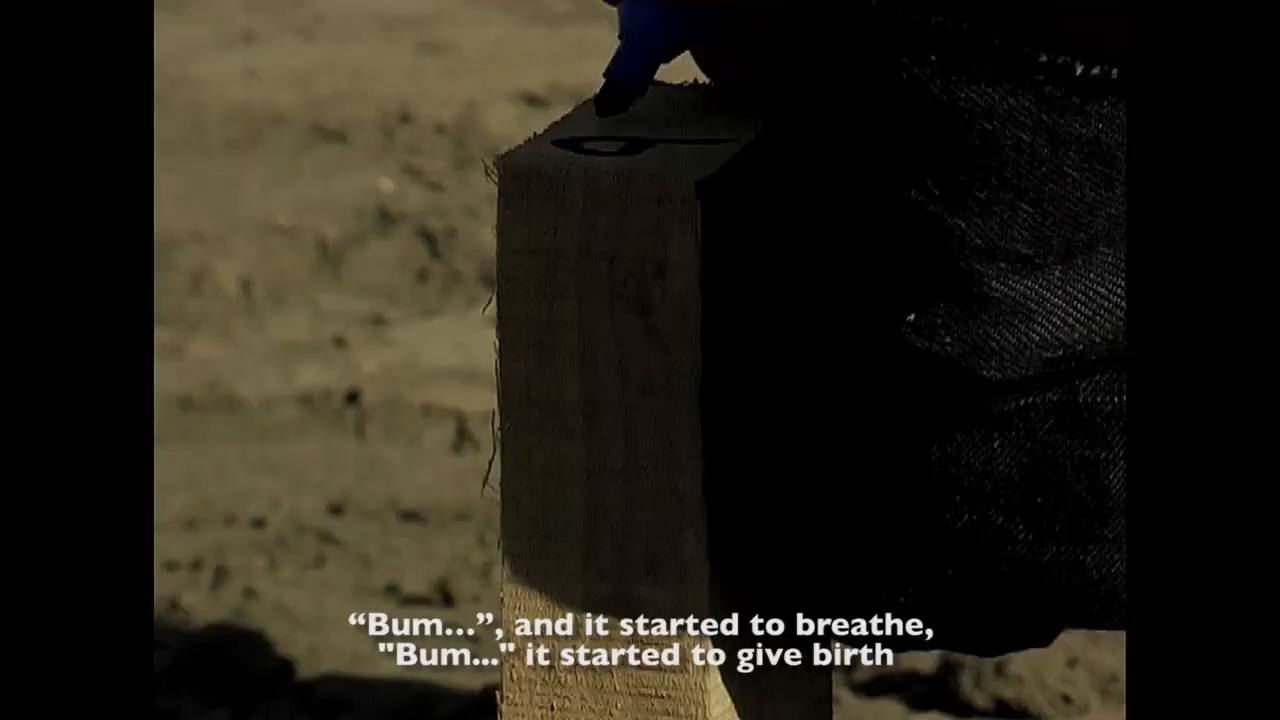 “Bum...”, and it started to breathe,
"Bum..." it started to give birth